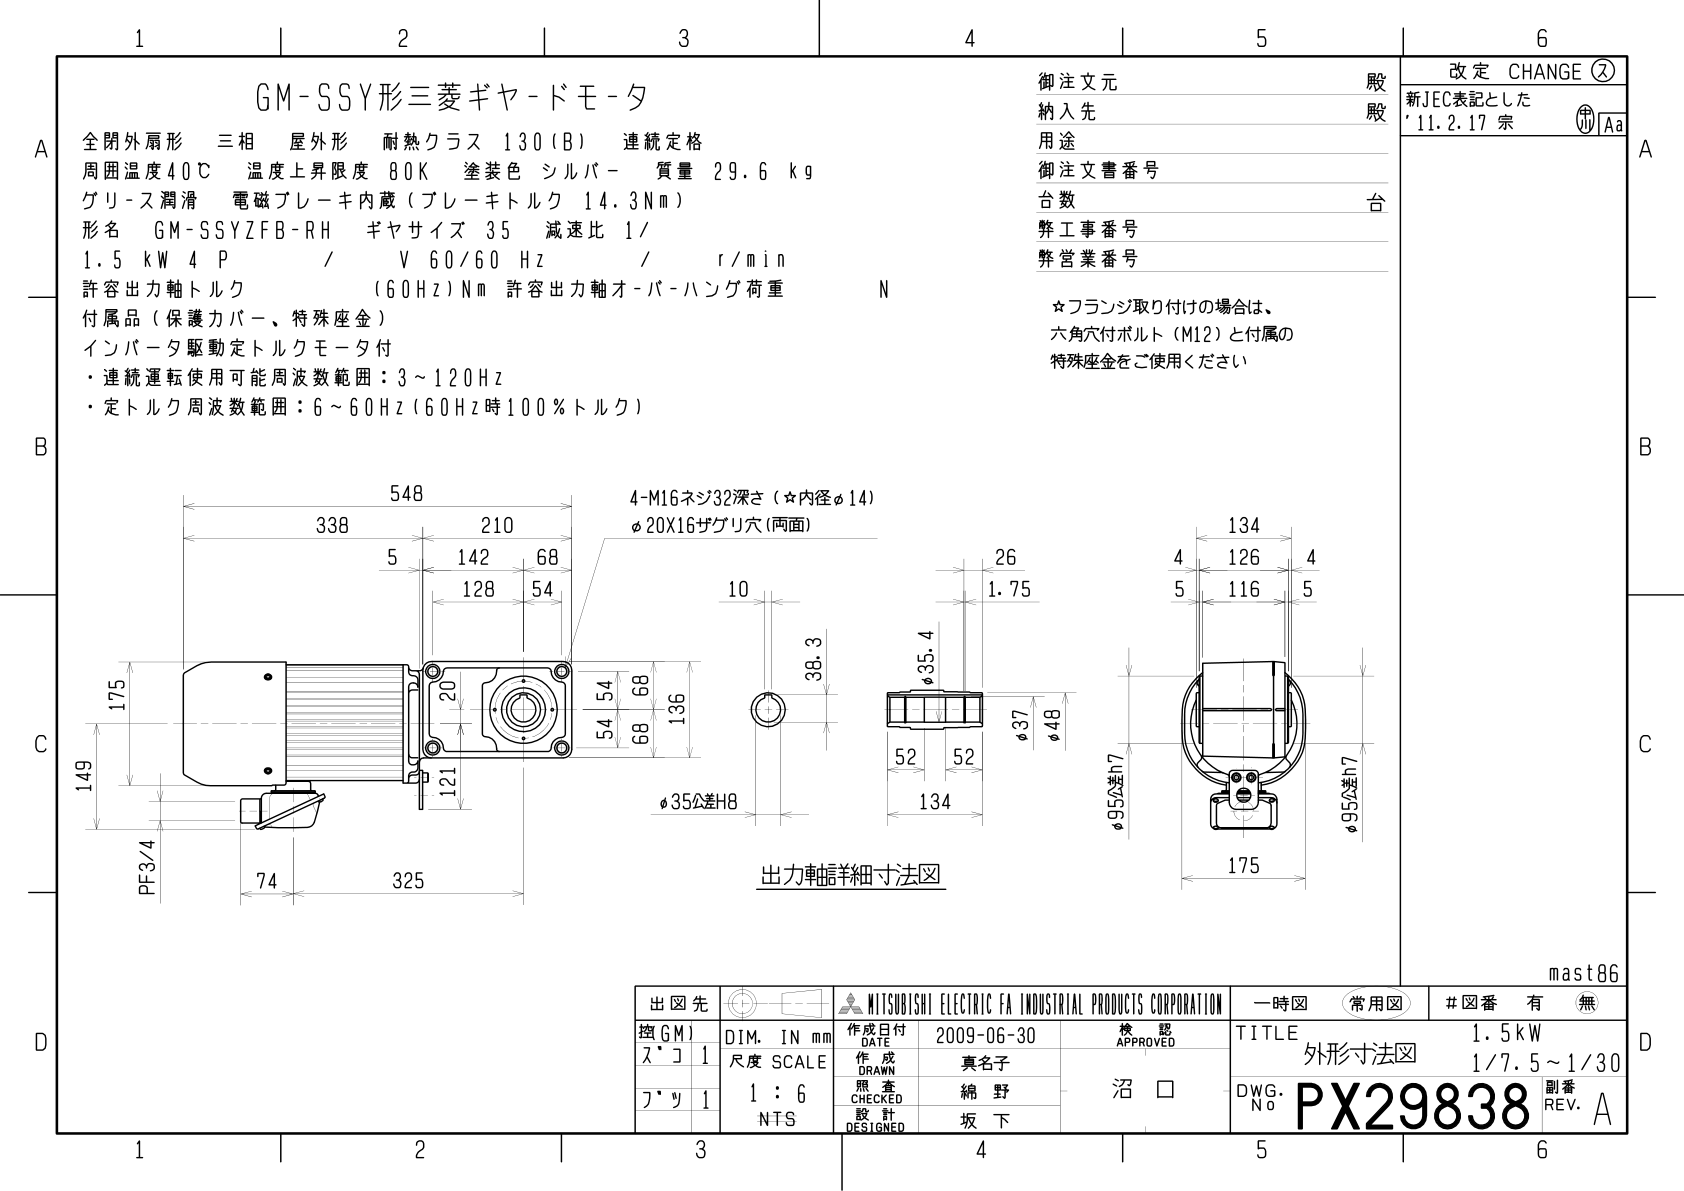 1 2 3 4 5 6
GM-SSY形三菱ギヤ-ドモ-タ
全閉外扇形 三相 屋外形 耐熱クラス 130(B) 連続定格
周囲温度40℃ 温度上昇限度 80K 塗装色 シルバー 質量 29.6 kg
グリ-ス潤滑 電磁ブレーキ内蔵(ブレーキトルク 14.3Nm)
形名 GM-SSYZFB-RH ギヤサイズ 35 減速比 1/
1.5 kW 4 P / V 60/60 Hz / r/min
許容出力軸トルク (60Hz)Nm 許容出力軸オ-バ-ハング荷重 N
付属品(保護カバー、特殊座金)
インバータ駆動定トルクモータ付
・連続運転使用可能周波数範囲:3~120Hz
・定トルク周波数範囲:6~60Hz(60Hz時100%トルク)
御注文元 殿
納入先 殿
用途
御注文書番号
台数 台
弊工事番号
弊営業番号
☆フランジ取り付けの場合は、
六角穴付ボルト(M12)と付属の
特殊座金をご使用ください
改定 CHANGE ス
新JEC表記とした
'11.2.17 宗 Aa
A A
B B
C C
D D
548
338 210
5 142 68
128 54
4-M16ネジ32深さ(☆内径φ14)
φ20X16ザグリ穴(両面)
175
149
PF3/4
74 325
20
121
54
54
68
68
136
10
38.3
φ35公差H8
26
1.75
φ35.4
φ37
φ48
52 52
134
出力軸詳細寸法図
134
4 126 4
5 116 5
φ95公差h7
φ95公差h7
175
mast86
出図先
控(GM)
ズコ 1
ブツ 1
DIM. IN mm
尺度 SCALE
1 : 6
NTS
MITSUBISHI ELECTRIC FA INDUSTRIAL PRODUCTS CORPORATION
作成日付 DATE 2009-06-30
作成 DRAWN 真名子
照査 CHECKED 綿野
設計 DESIGNED 坂下
検認 APPROVED
沼口
一時図 常用図 #図番 有 無
TITLE
外形寸法図
1.5kW
1/7.5~1/30
DWG. No PX29838
副番 REV. A
1 2 3 4 5 6